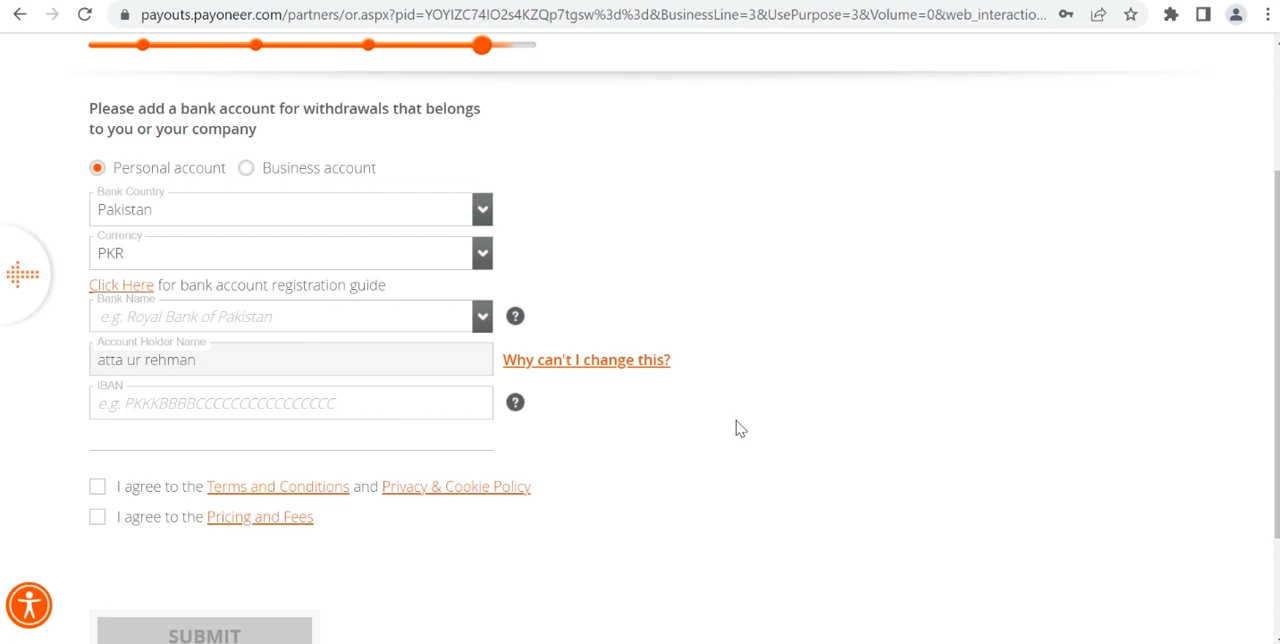 payouts.payoneer.com/partners/or.aspx?pid=YOYIZC74IO2s4KZQp7tgsw%3d%3d&BusinessLine=3&UsePurpose=3&Volume=0&web_interactio...
Please add a bank account for withdrawals that belongs
to you or your company
Personal account Business account
Bank Country
Pakistan
Currency
PKR
Click Here for bank account registration guide
Bank Name
e.g. Royal Bank of Pakistan ?
Account Holder Name
atta ur rehman Why can't I change this?
IBAN
e.g. PKKKBBBBCCCCCCCCCCCCCCCC ?
I agree to the Terms and Conditions and Privacy & Cookie Policy
I agree to the Pricing and Fees
SUBMIT